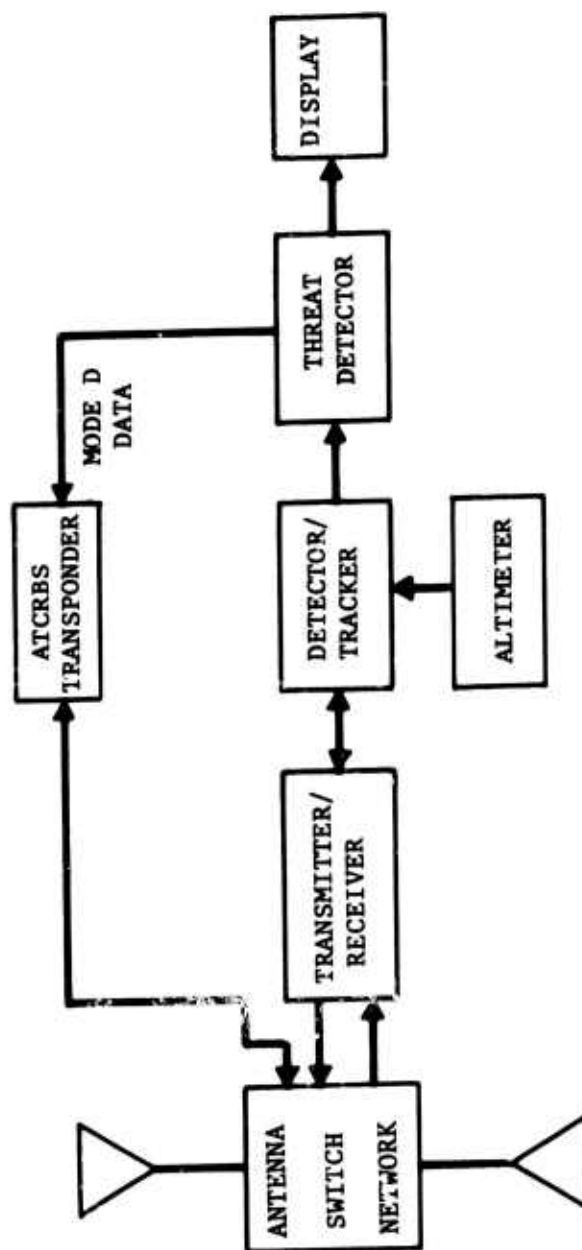 ANTENNA
SWITCH
NETWORK
TRANSMITTER/
RECEIVER
ATCRBS
TRANSPONDER
DETECTOR/
TRACKER
ALTIMETER
MODE D
DATA
THREAT
DETECTOR
DISPLAY